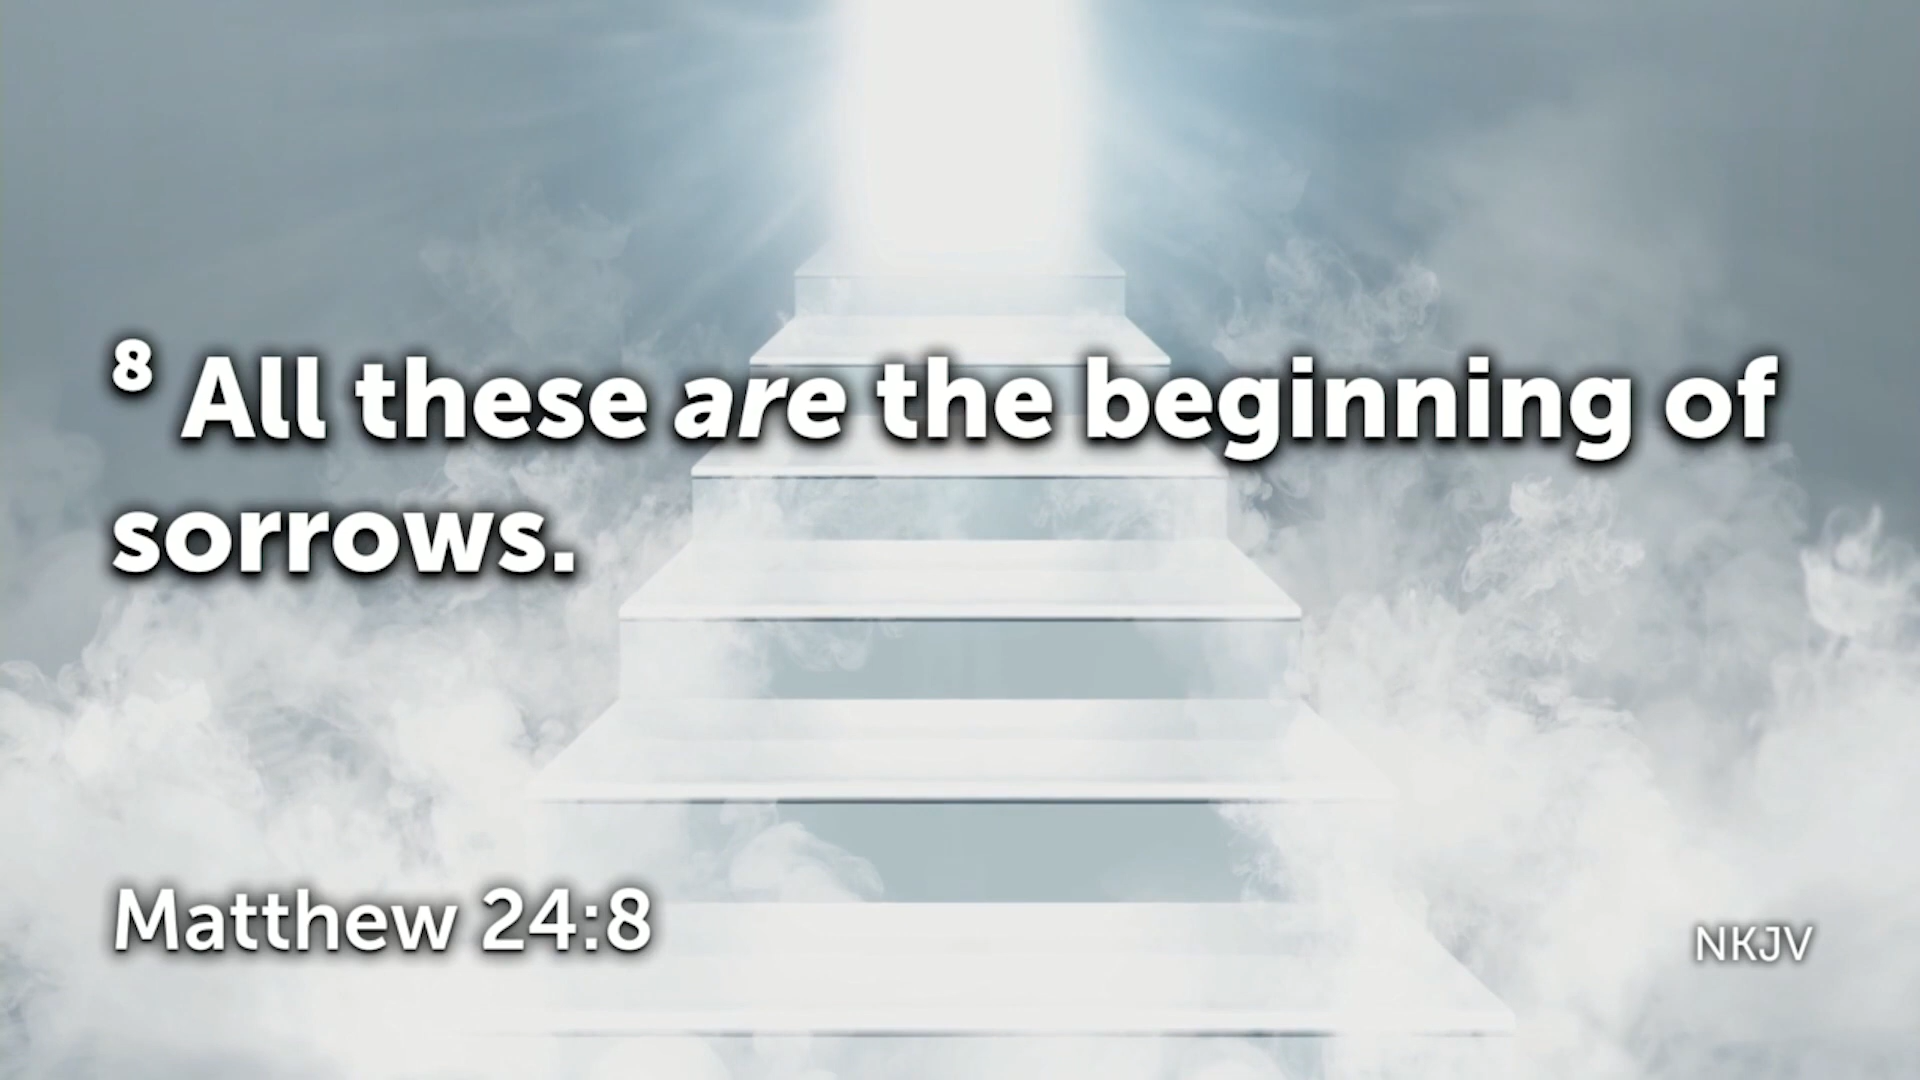 8 All these are the beginning of
sorrows.
Matthew 24:8
NKJV